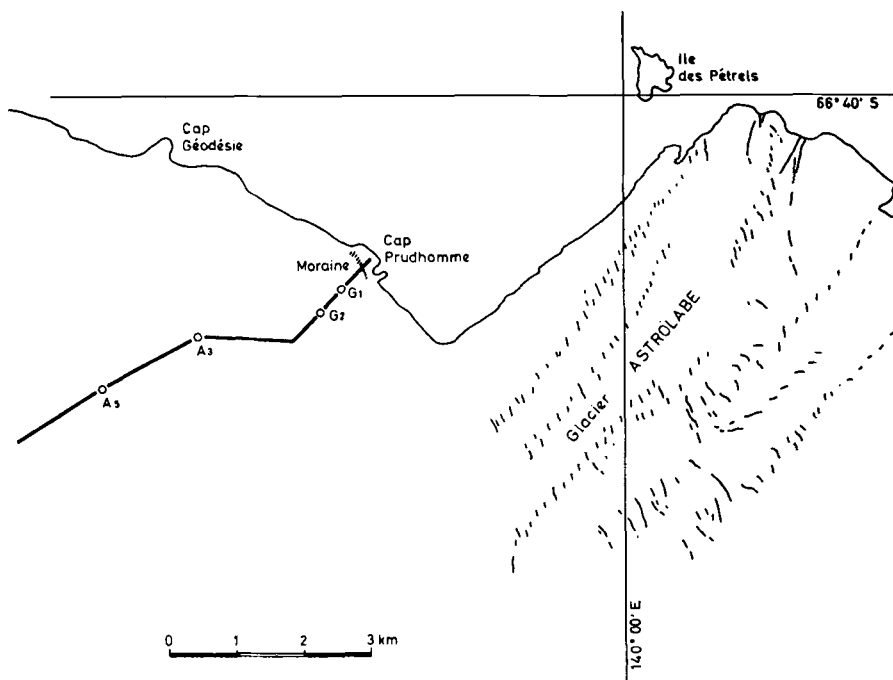 Ile
des Pétrels
66° 40' S
Cap
Géodésie
Cap
Prudhomme
Moraine
G1
G2
A3
A5
Glacier ASTROLABE
0 1 2 3 km
140° 00' E